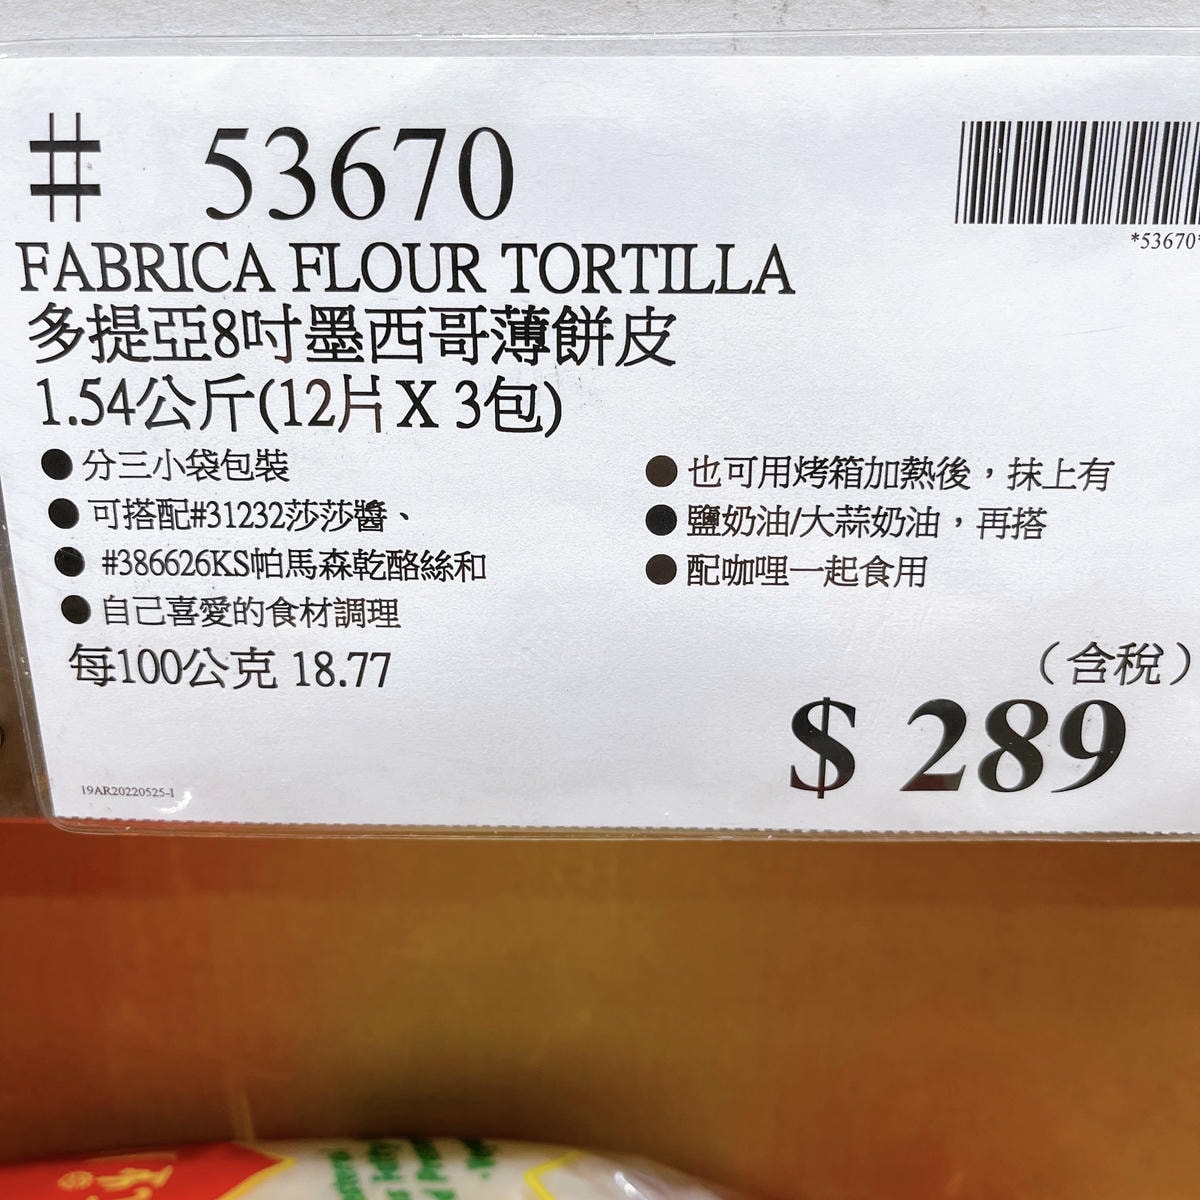 # 53670
*53670*
FABRICA FLOUR TORTILLA
多提亞8吋墨西哥薄餅皮
1.54公斤(12片X 3包)
●分三小袋包裝
●可搭配#31232莎莎醬、
●#386626KS帕馬森乾酪絲和
●自己喜愛的食材調理
●也可用烤箱加熱後，抹上有
●鹽奶油/大蒜奶油，再搭
●配咖哩一起食用
每100公克 18.77
（含稅）
$ 289
19AR20220525-1